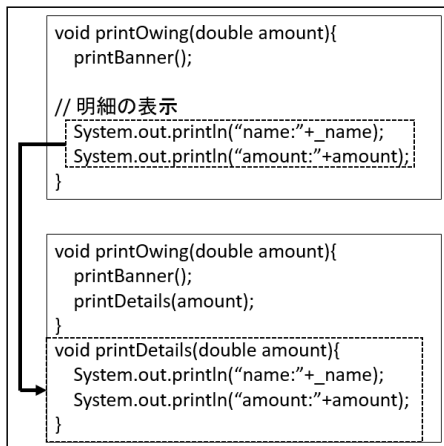 void printOwing(double amount){
printBanner();
// 明細の表示
System.out.println(“name:”+_name);
System.out.println(“amount:”+amount);
}
void printOwing(double amount){
printBanner();
printDetails(amount);
}
void printDetails(double amount){
System.out.println(“name:”+_name);
System.out.println(“amount:”+amount);
}